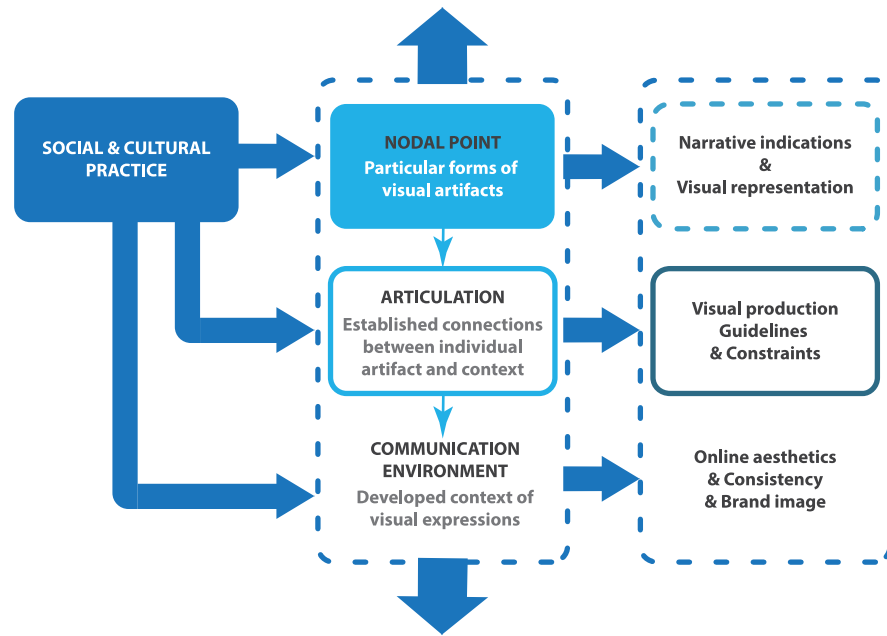 SOCIAL & CULTURAL
PRACTICE
NODAL POINT
Particular forms of
visual artifacts
Narrative indications
&
Visual representation
ARTICULATION
Established connections
between individual
artifact and context
Visual production
Guidelines
& Constraints
COMMUNICATION
ENVIRONMENT
Developed context of
visual expressions
Online aesthetics
& Consistency
& Brand image